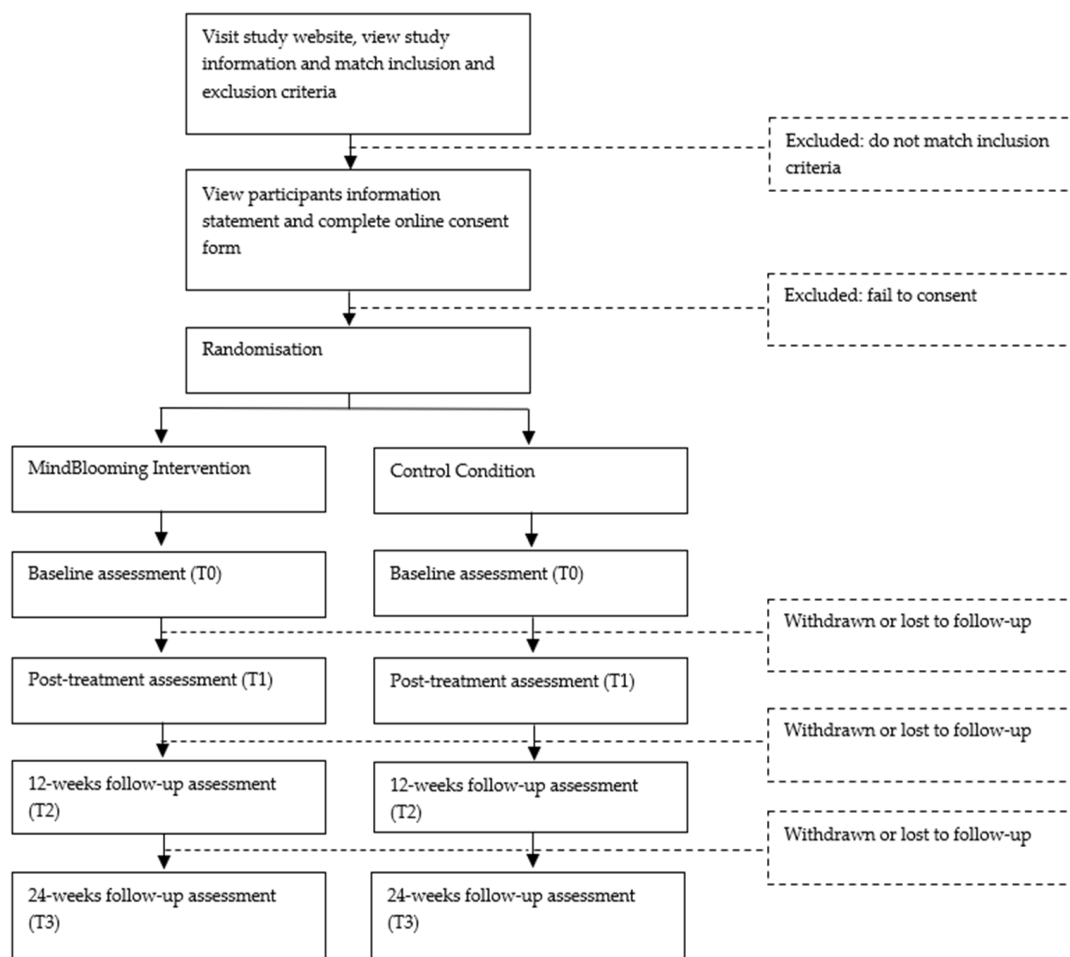 Visit study website, view study
information and match inclusion and
exclusion criteria
Excluded: do not match inclusion
criteria
View participants information
statement and complete online consent
form
Excluded: fail to consent
Randomisation
MindBlooming Intervention
Control Condition
Baseline assessment (T0)
Baseline assessment (T0)
Withdrawn or lost to follow-up
Post-treatment assessment (T1)
Post-treatment assessment (T1)
Withdrawn or lost to follow-up
12-weeks follow-up assessment
(T2)
12-weeks follow-up assessment
(T2)
Withdrawn or lost to follow-up
24-weeks follow-up assessment
(T3)
24-weeks follow-up assessment
(T3)